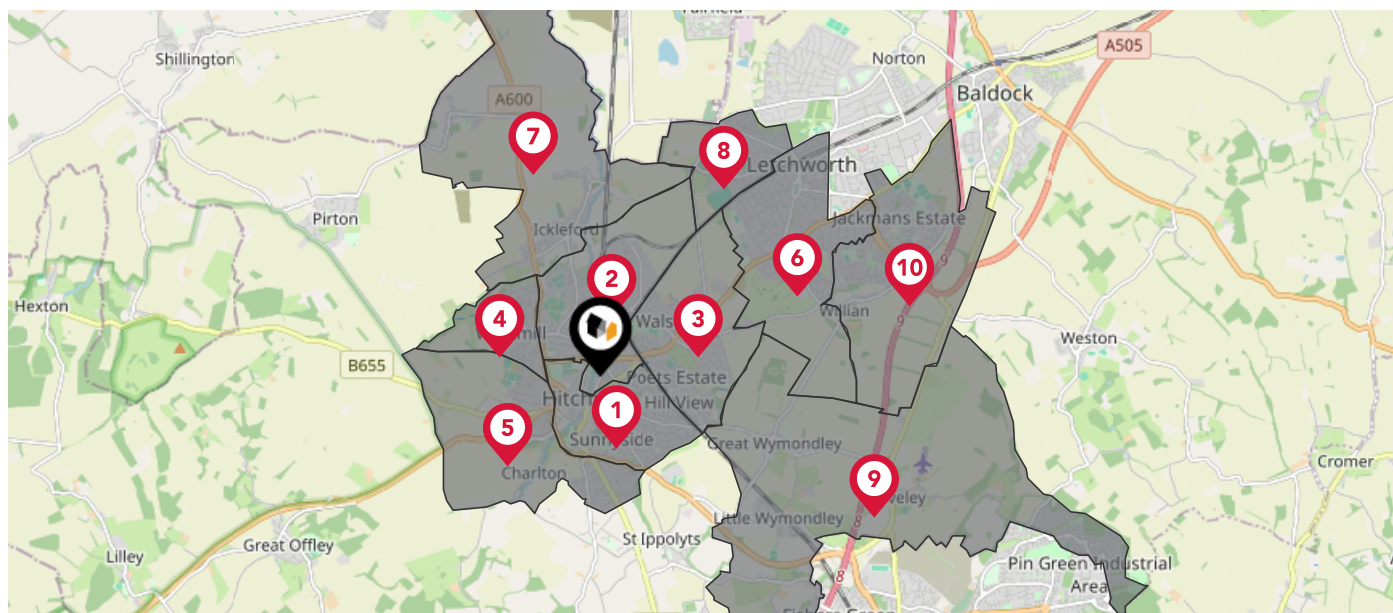 Fairfield
Shillington
Norton
A505
Baldock
A600
7
8
Letchworth
Pirton
Jackmans Estate
Ickleford
6
10
9
2
Hexton
4
3
Willian
9
Weston
B655
Poets Estate
1
Hill View
5
Sunnyside
Great Wymondley
Charlton
Cromer
9
Little Wymondley
8
St Ippolyts
Great Offley
Lilley
Pin Green Industrial
Area
8